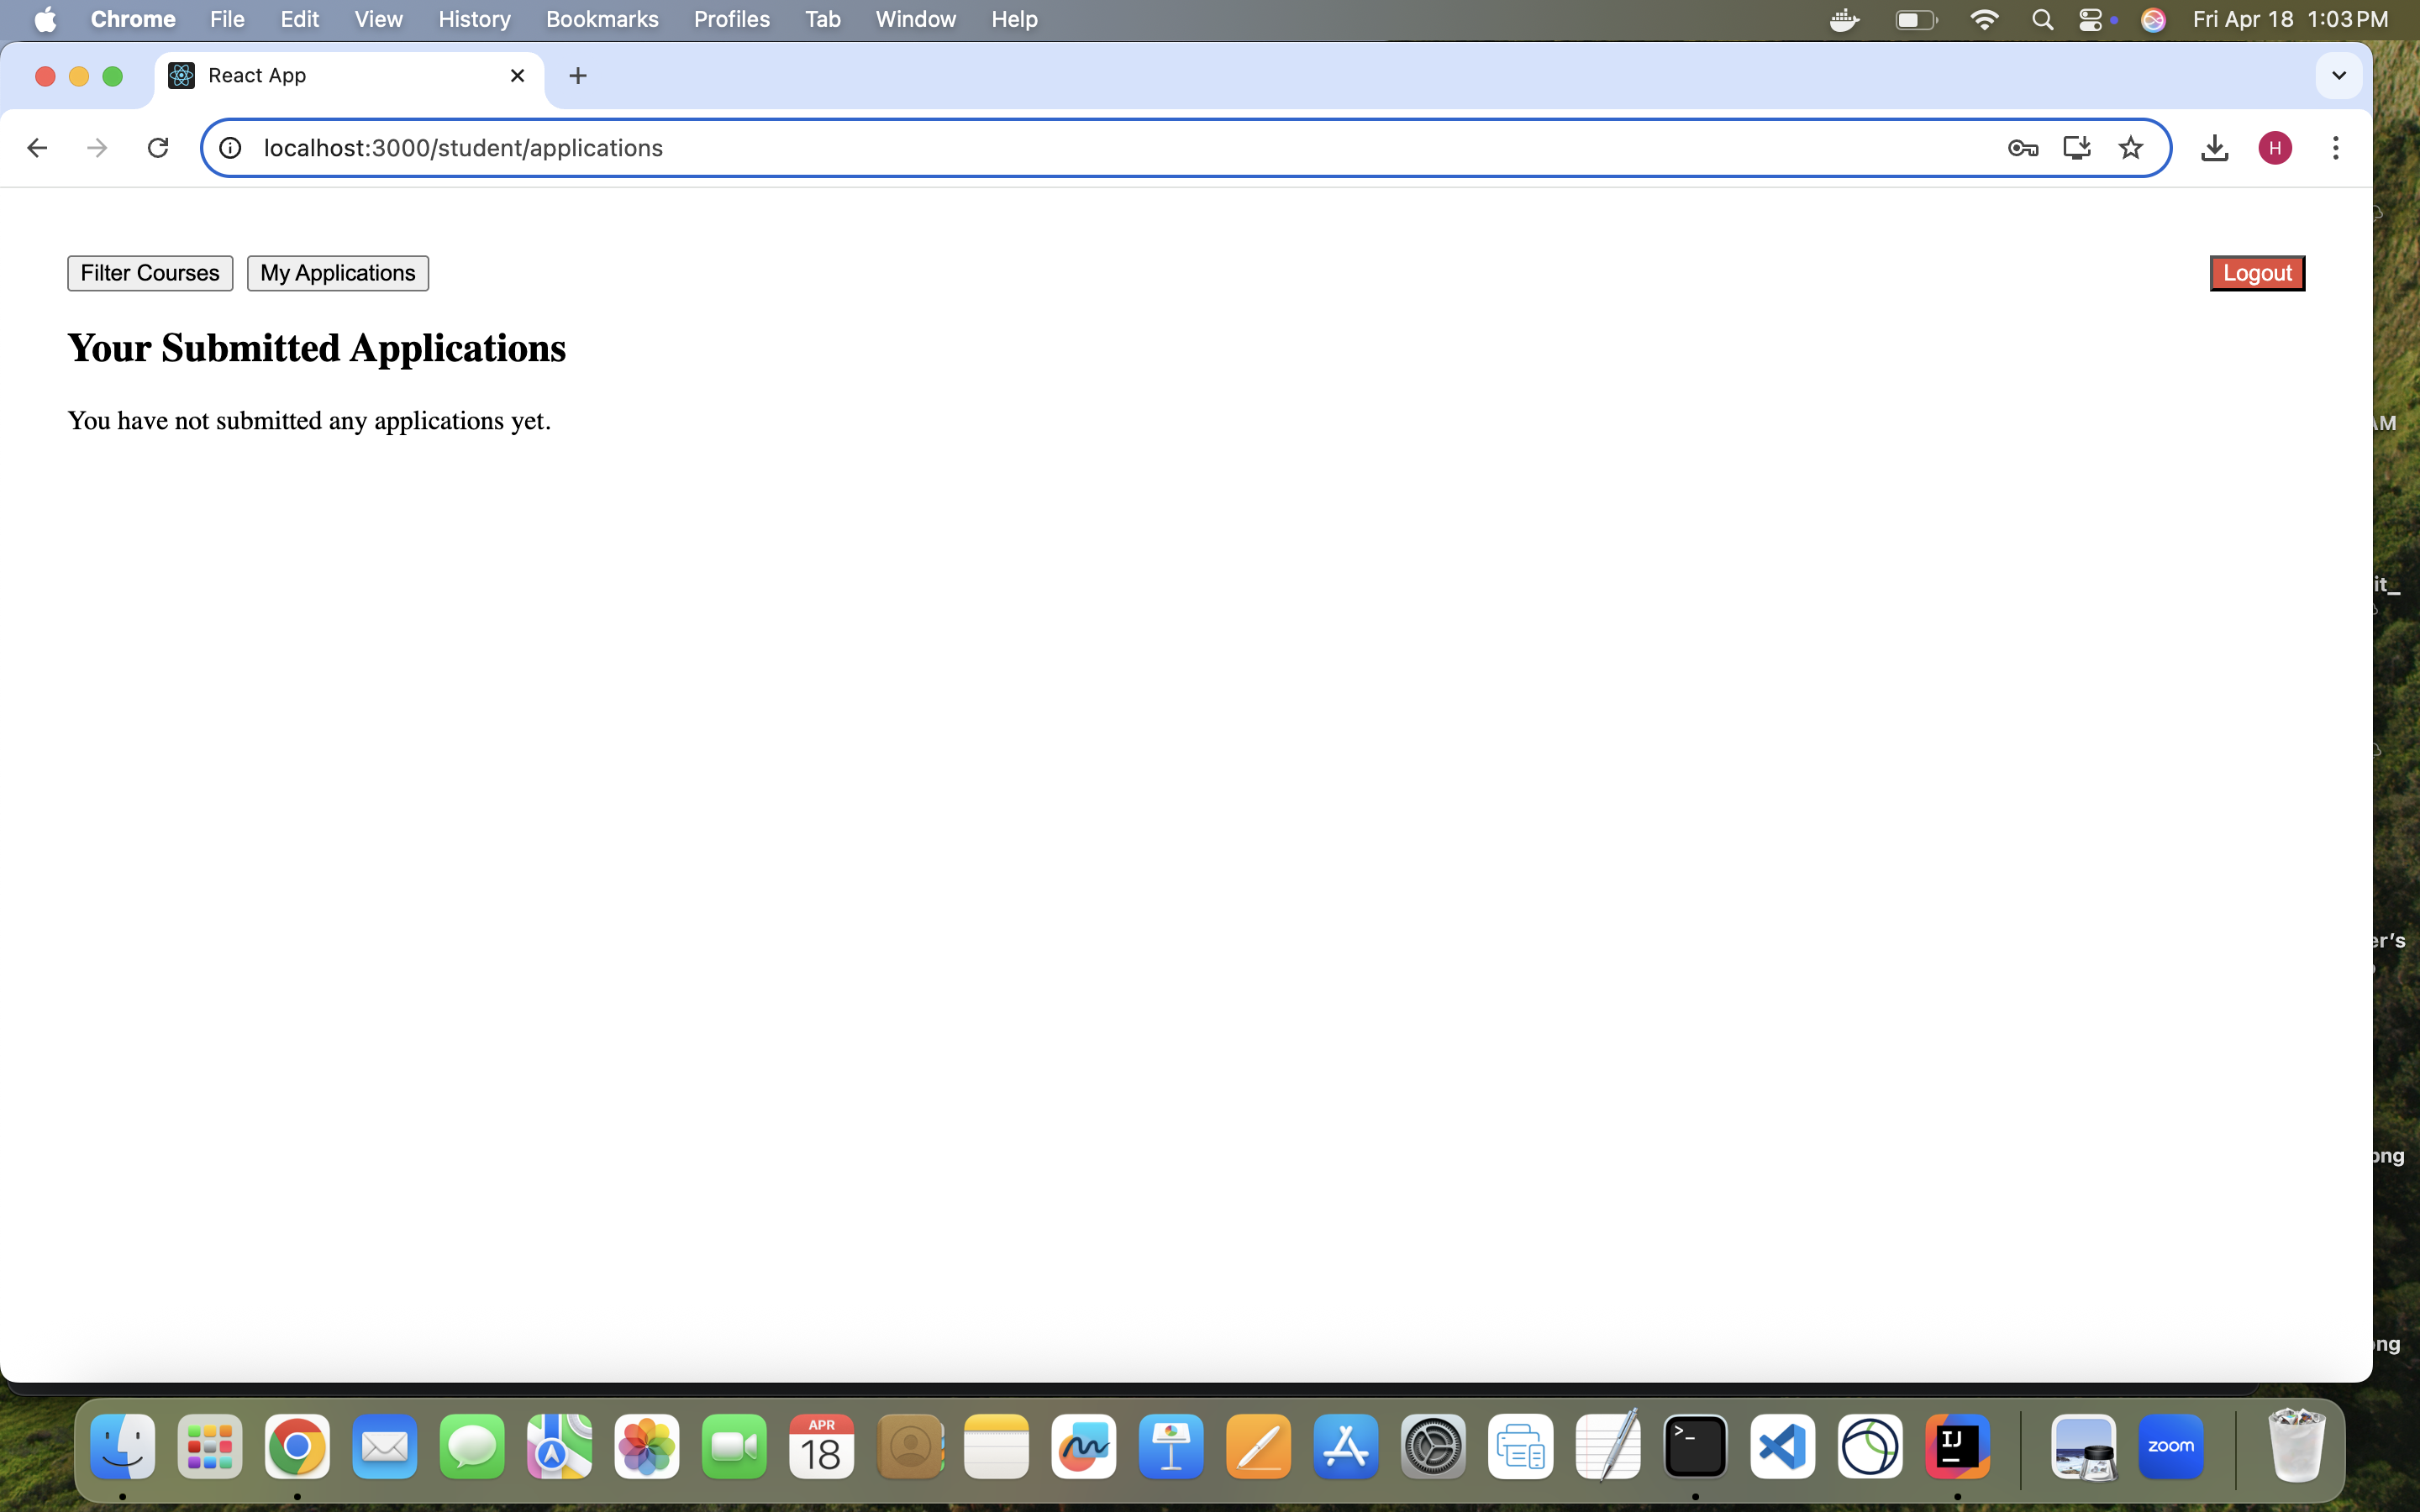 Chrome File Edit View History Bookmarks Profiles Tab Window Help Fri Apr 18 1:03 PM
React App
localhost:3000/student/applications
H
Filter Courses My Applications Logout
Your Submitted Applications
You have not submitted any applications yet.
AM
it_
er's
png
ng
APR
18
>_
IJ
zoom